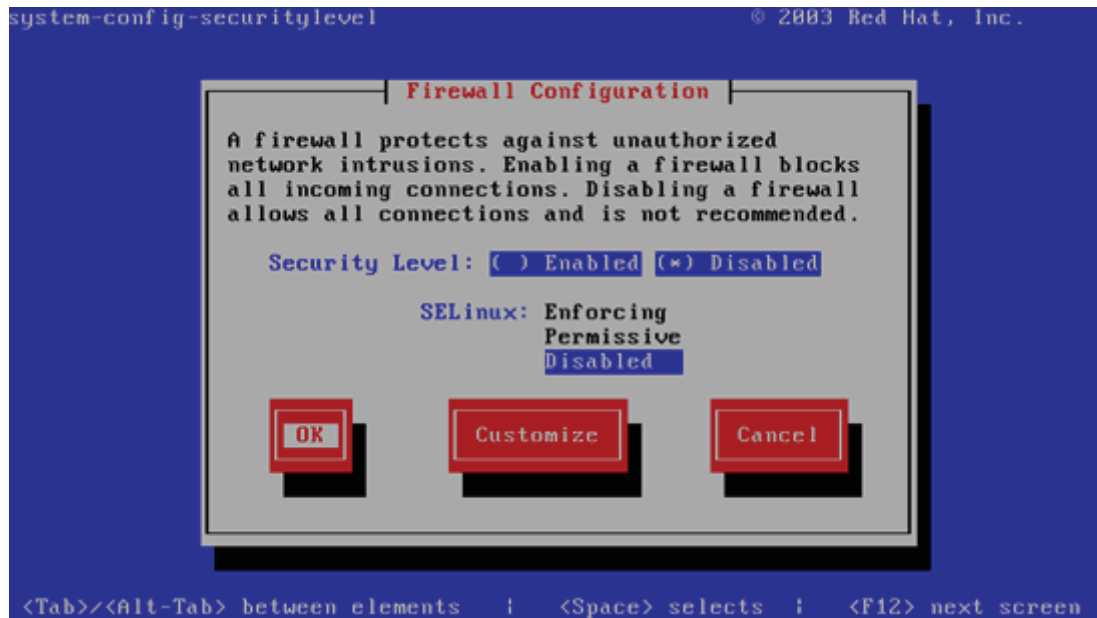 system-config-securitylevel © 2003 Red Hat, Inc.
Firewall Configuration
A firewall protects against unauthorized
network intrusions. Enabling a firewall blocks
all incoming connections. Disabling a firewall
allows all connections and is not recommended.
Security Level: ( ) Enabled (*) Disabled
SELinux: Enforcing
Permissive
Disabled
OK Customize Cancel
<Tab>/<Alt-Tab> between elements | <Space> selects | <F12> next screen